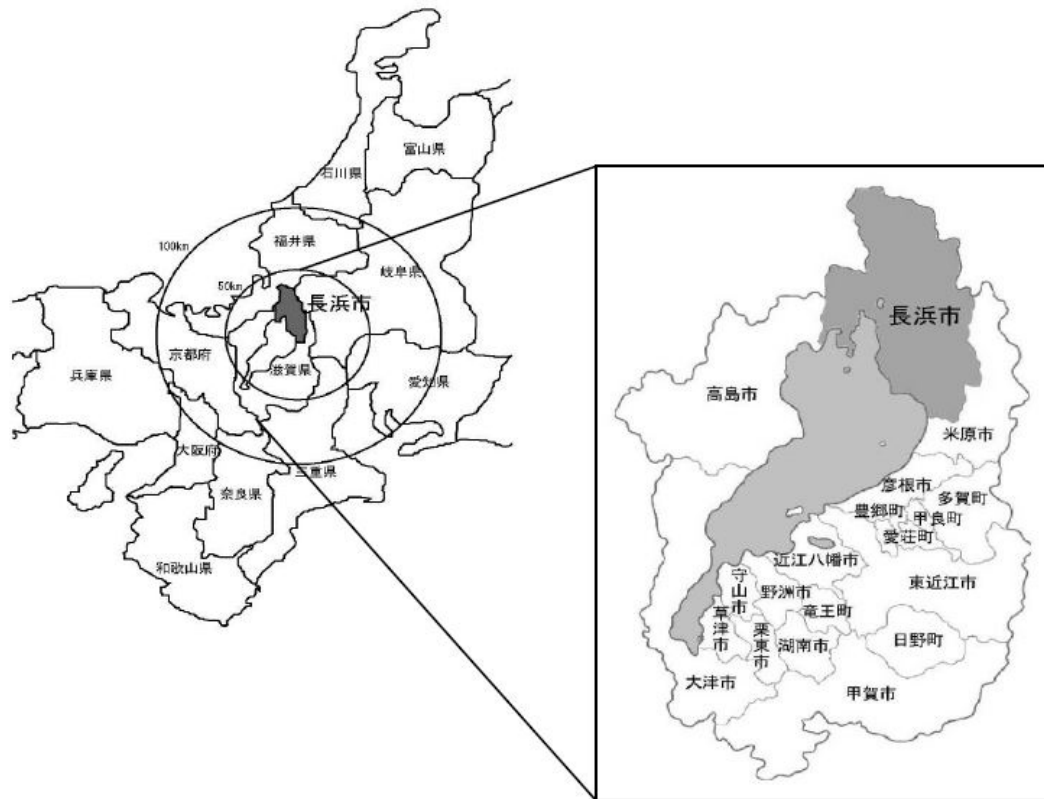 富山県
石川県
福井県
100km
岐阜県
50km
長浜市
京都府
滋賀県
兵庫県
愛知県
大阪府
三重県
奈良県
和歌山県
長浜市
高島市
米原市
彦根市
多賀町
豊郷町
甲良町
愛荘町
近江八幡市
東近江市
守山市
野洲市
竜王町
草津市
栗東市
湖南市
日野町
大津市
甲賀市